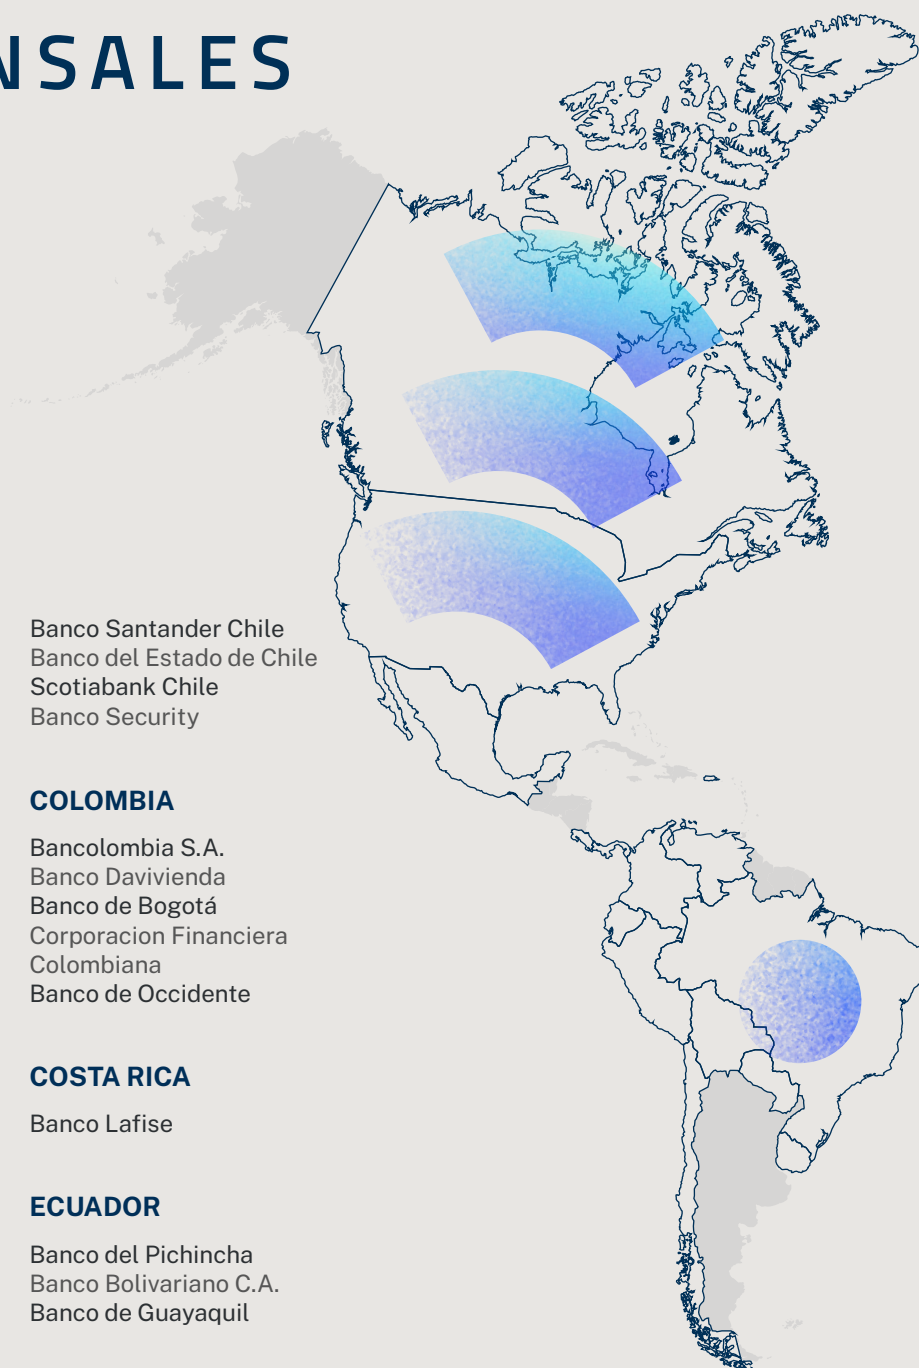 NSALES
Banco Santander Chile
Banco del Estado de Chile
Scotiabank Chile
Banco Security
COLOMBIA
Bancolombia S.A.
Banco Davivienda
Banco de Bogotá
Corporacion Financiera
Colombiana
Banco de Occidente
COSTA RICA
Banco Lafise
ECUADOR
Banco del Pichincha
Banco Bolivariano C.A.
Banco de Guayaquil